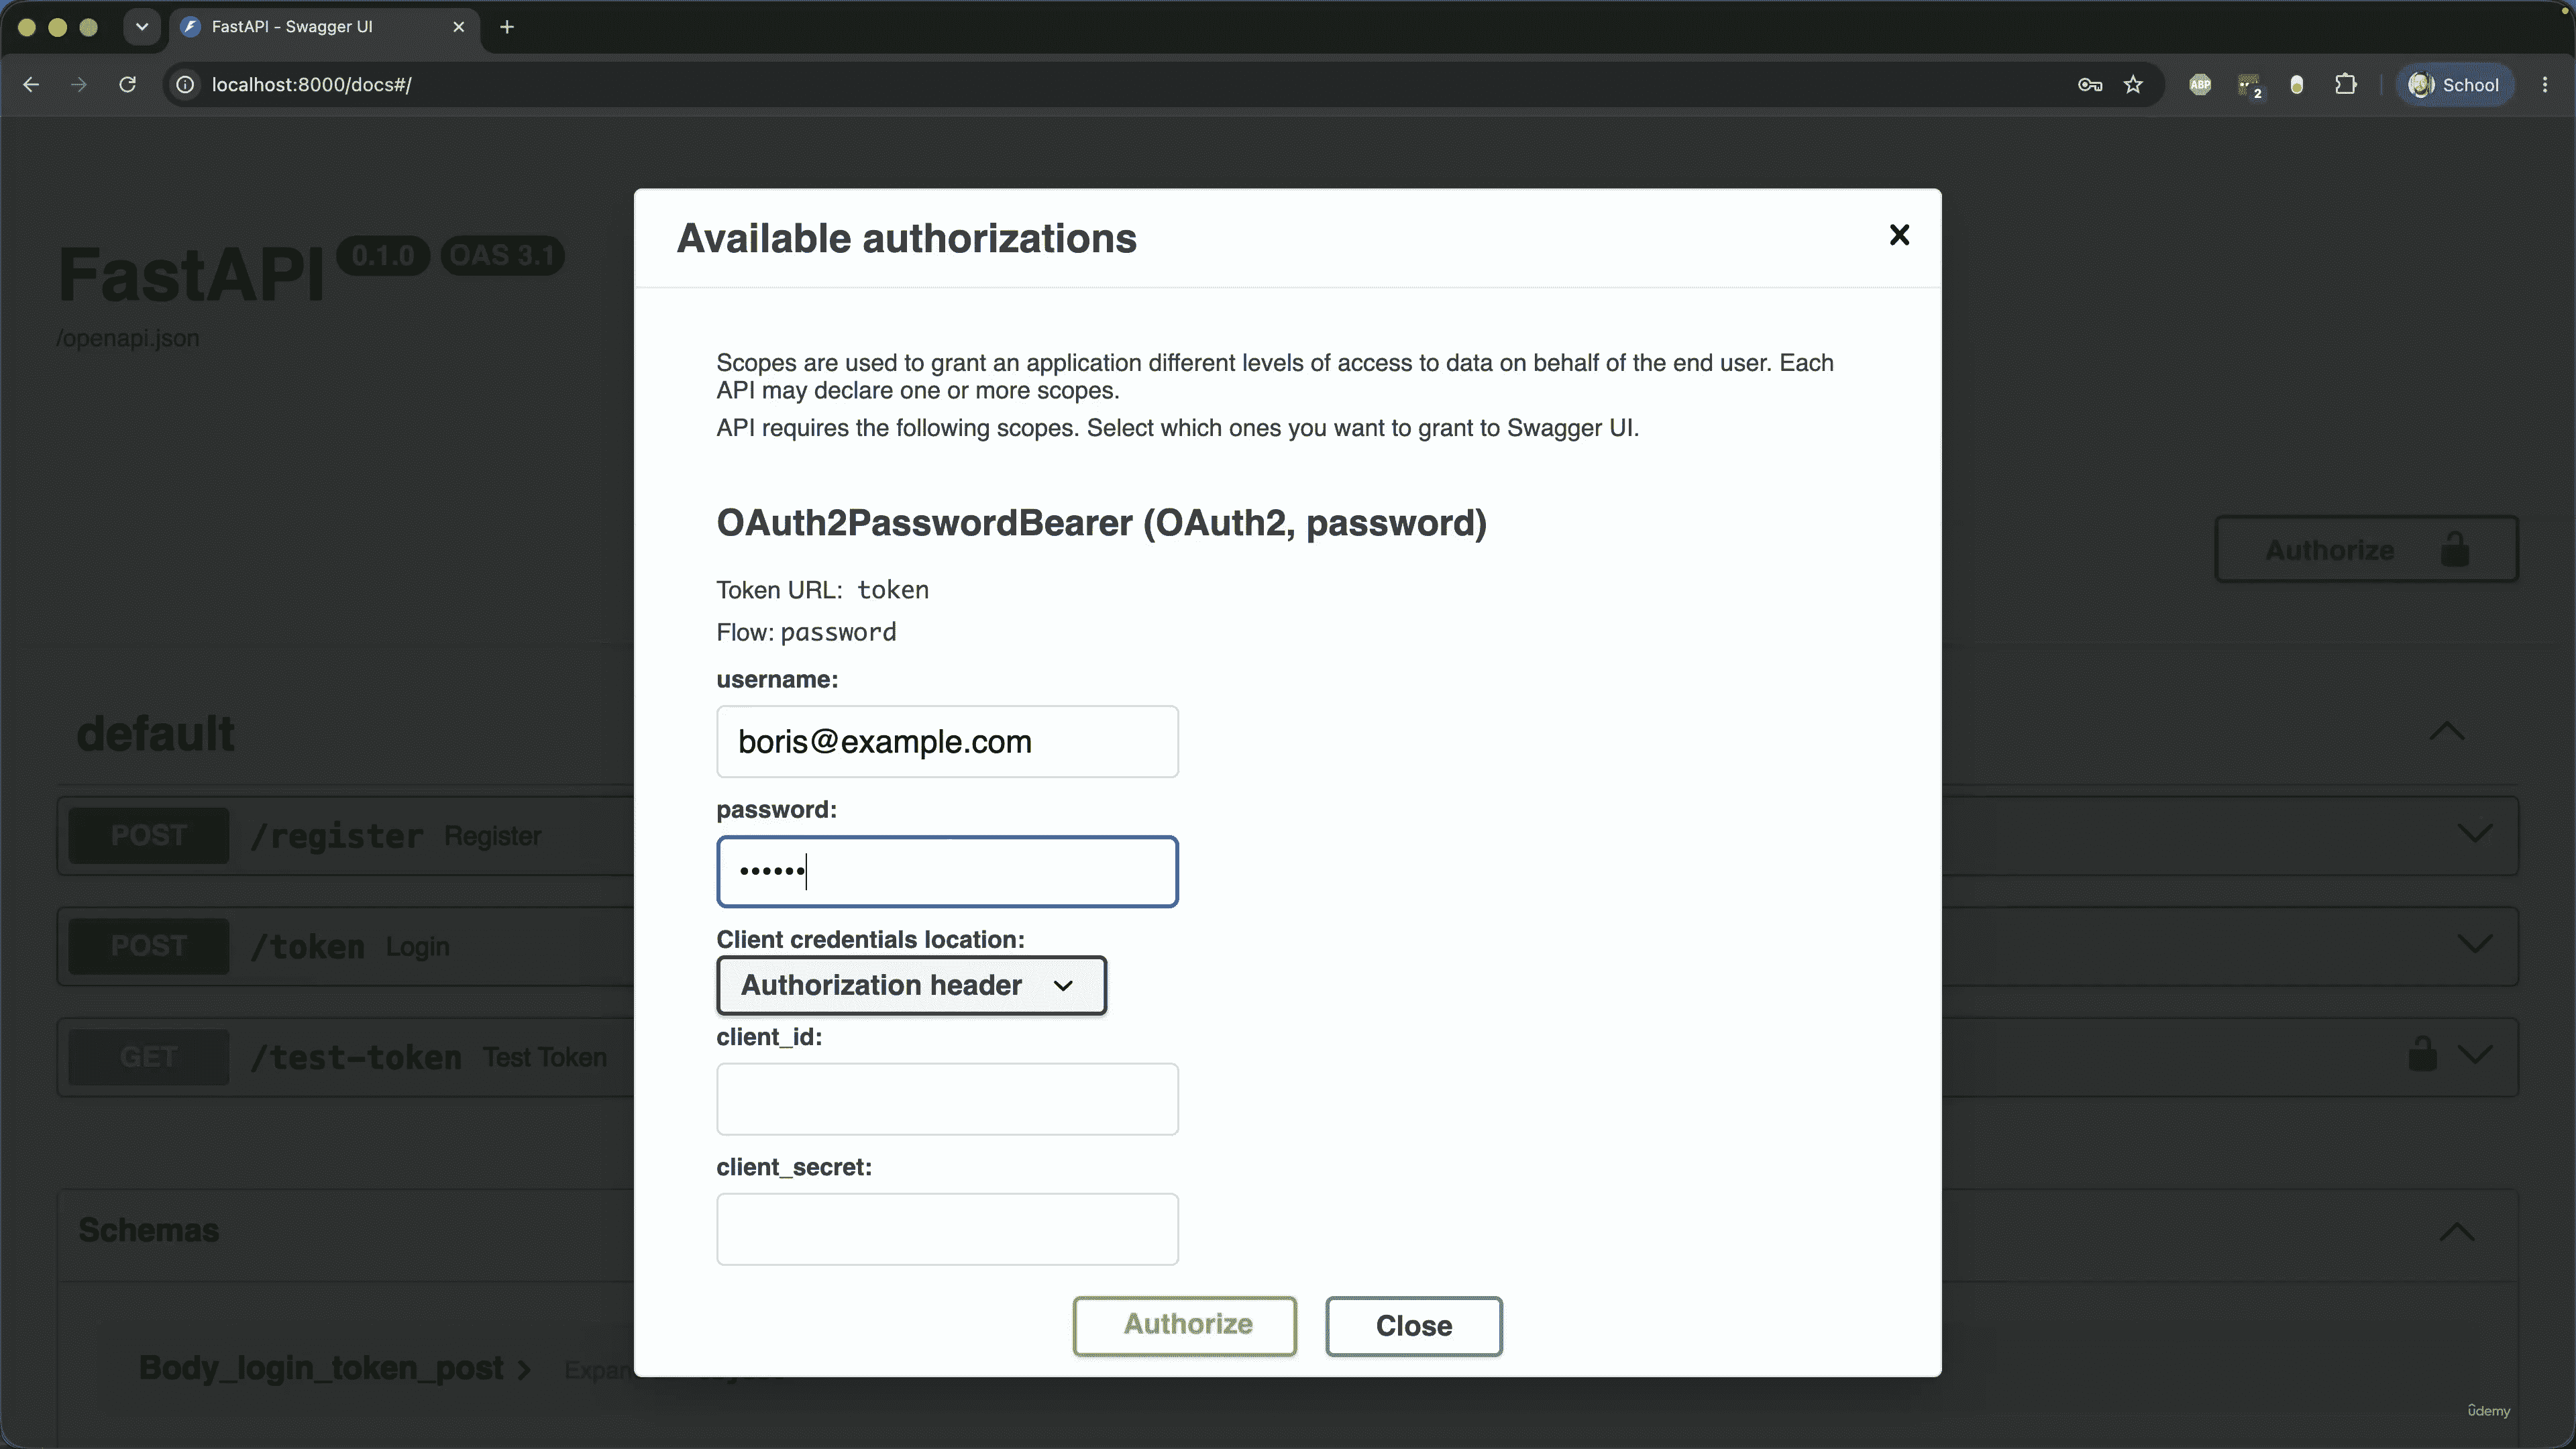 FastAPI - Swagger UI
localhost:8000/docs#/
ABP
2
School
FastAPI 0.1.0 OAS 3.1
/openapi.json
Available authorizations
Scopes are used to grant an application different levels of access to data on behalf of the end user. Each
API may declare one or more scopes.
API requires the following scopes. Select which ones you want to grant to Swagger UI.
OAuth2PasswordBearer (OAuth2, password)
Token URL: token
Flow: password
username:
boris@example.com
password:
••••••
Client credentials location:
Authorization header
client_id:
client_secret:
Authorize
Close
Authorize
default
POST /register Register
POST /token Login
GET /test-token Test Token
Schemas
Body_login_token_post
Expan
ûdemy